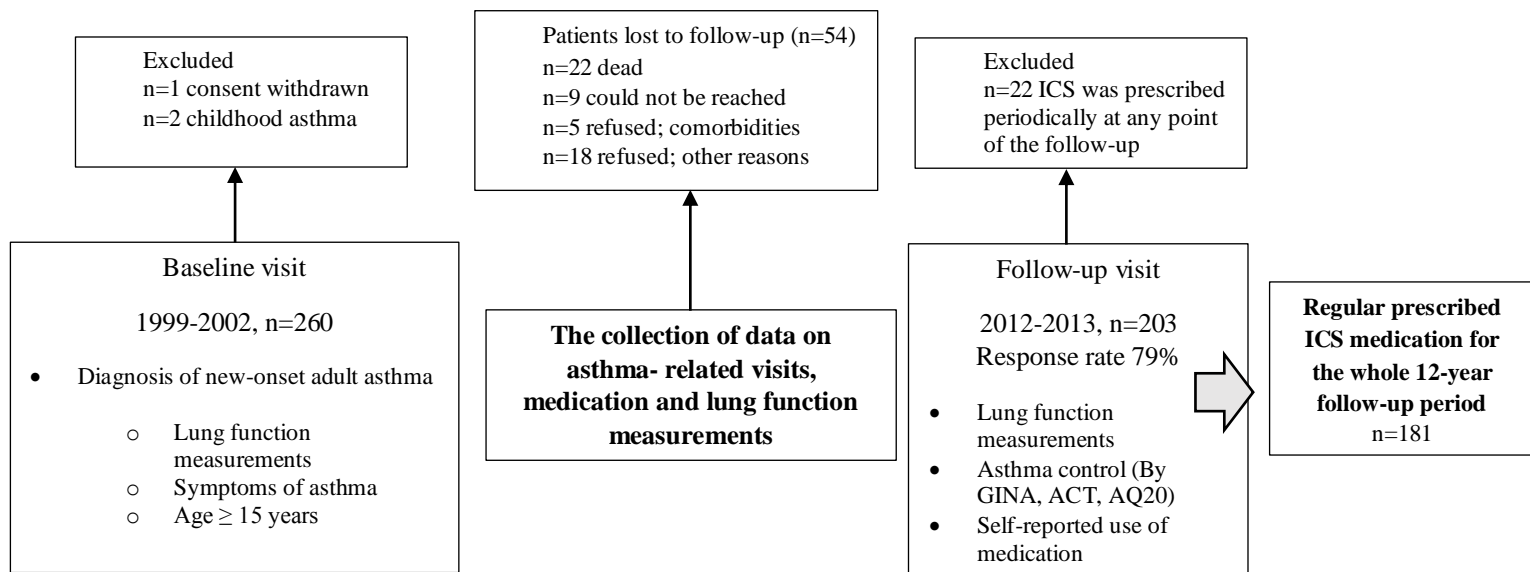 Excluded
n=1 consent withdrawn
n=2 childhood asthma
Patients lost to follow-up (n=54)
n=22 dead
n=9 could not be reached
n=5 refused; comorbidities
n=18 refused; other reasons
Excluded
n=22 ICS was prescribed
periodically at any point
of the follow-up
Baseline visit
1999-2002, n=260
• Diagnosis of new-onset adult asthma
o Lung function
measurements
o Symptoms of asthma
o Age ≥ 15 years
The collection of data on
asthma- related visits,
medication and lung function
measurements
Follow-up visit
2012-2013, n=203
Response rate 79%
• Lung function
measurements
• Asthma control (By
GINA, ACT, AQ20)
• Self-reported use of
medication
Regular prescribed
ICS medication for
the whole 12-year
follow-up period
n=181